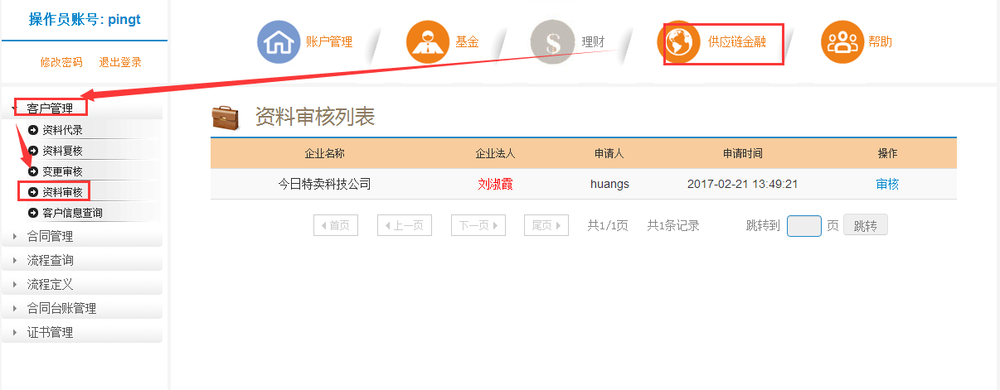 操作员账号: pingt
修改密码 退出登录
账户管理 基金 理财 供应链金融 帮助
客户管理
资料代录
资料复核
变更审核
资料审核
客户信息查询
合同管理
流程查询
流程定义
合同台账管理
证书管理
资料审核列表
企业名称 企业法人 申请人 申请时间 操作
今日特卖科技公司 刘淑霞 huangs 2017-02-21 13:49:21 审核
首页 上一页 下一页 尾页 共1/1页 共1条记录 跳转到 页 跳转